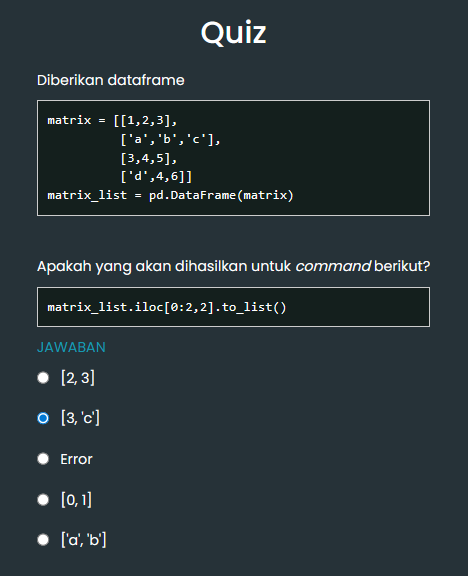 Quiz
Diberikan dataframe
matrix = [[1,2,3],
['a','b','c'],
[3,4,5],
['d',4,6]]
matrix_list = pd.DataFrame(matrix)
Apakah yang akan dihasilkan untuk command berikut?
matrix_list.iloc[0:2,2].to_list()
JAWABAN
[2, 3]
[3, 'c']
Error
[0, 1]
['a', 'b']